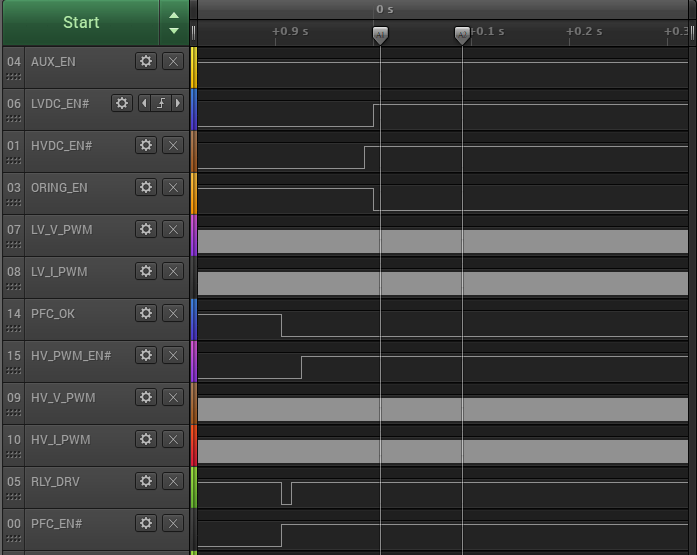 Start
0 s
+0.9 s
+0.1 s
+0.2 s
+0.3
A1
A2
04 AUX_EN
06 LVDC_EN#
01 HVDC_EN#
03 ORING_EN
07 LV_V_PWM
08 LV_I_PWM
14 PFC_OK
15 HV_PWM_EN#
09 HV_V_PWM
10 HV_I_PWM
05 RLY_DRV
00 PFC_EN#